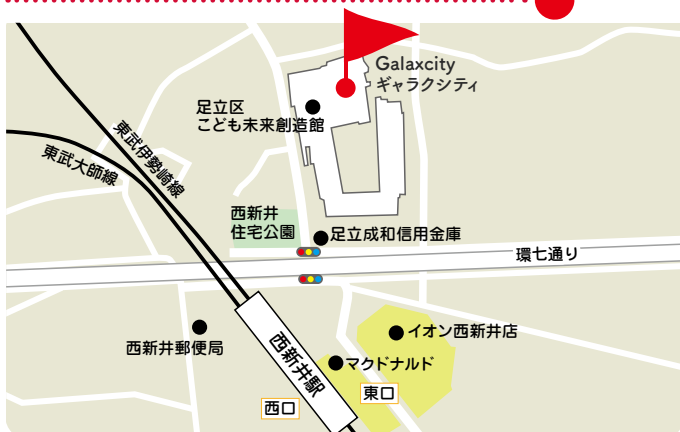 Galaxcity
ギャラクシティ
足立区
こども未来創造館
東武伊勢崎線
東武大師線
西新井
住宅公園
足立成和信用金庫
環七通り
西新井郵便局
西新井駅
イオン西新井店
マクドナルド
東口
西口